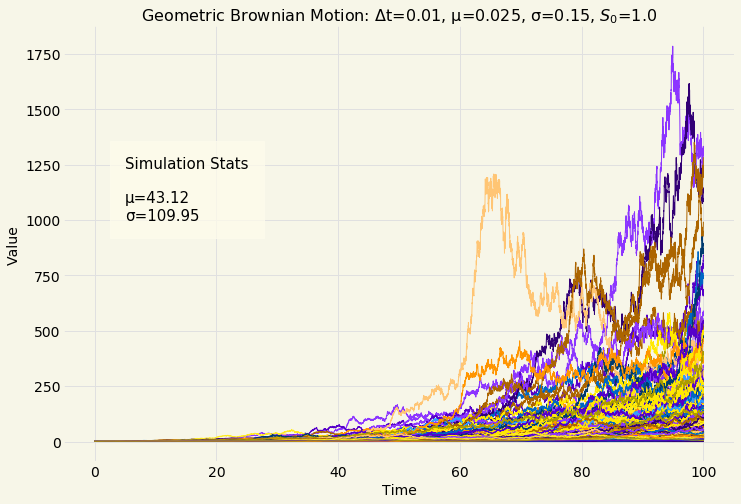 Geometric Brownian Motion: Δt=0.01, μ=0.025, σ=0.15, S₀=1.0
1750
1500
1250
1000
750
500
250
0
Value
Simulation Stats
μ=43.12
σ=109.95
0 20 40 60 80 100
Time